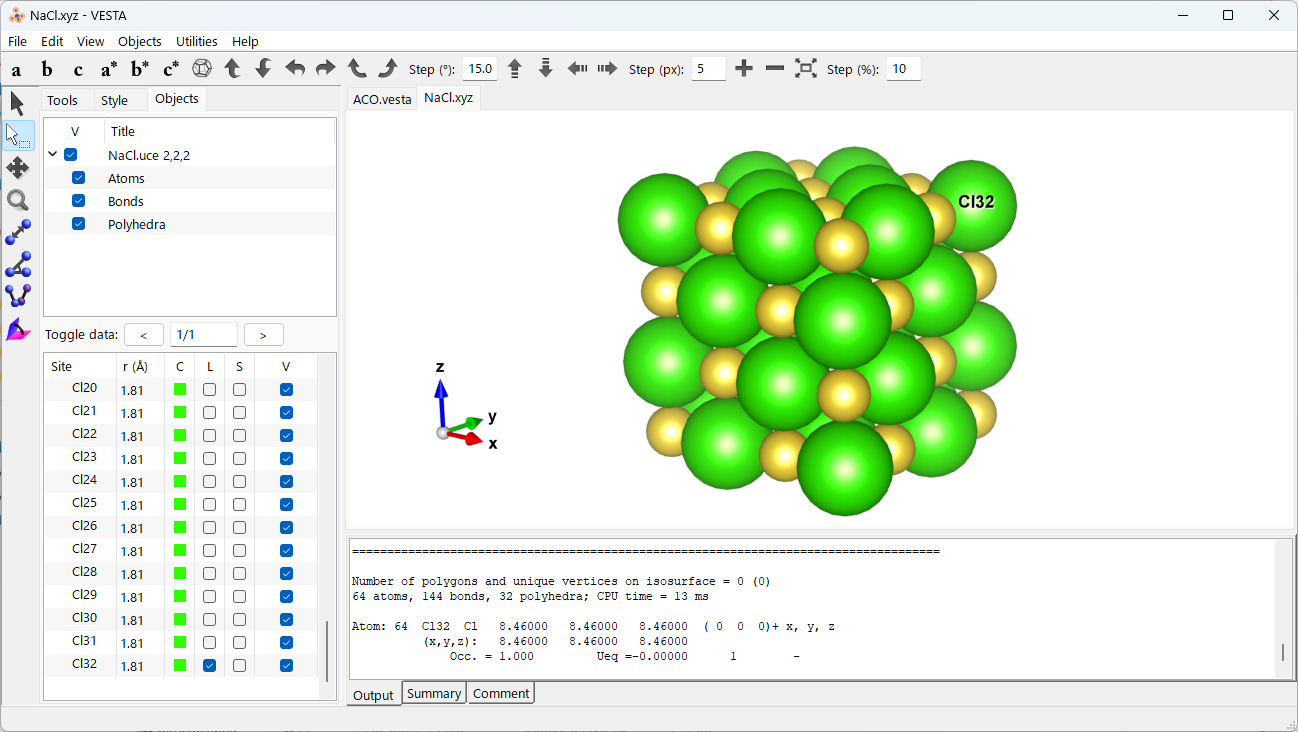 NaCl.xyz - VESTA
File Edit View Objects Utilities Help
a b c a* b* c* Step (°): 15.0 Step (px): 5 Step (%): 10
Tools Style Objects
ACO.vesta NaCl.xyz
V Title
NaCl.uce 2,2,2
Atoms
Bonds
Polyhedra
Toggle data: < 1/1 >
Site r (Å) C L S V
Cl20 1.81
Cl21 1.81
Cl22 1.81
Cl23 1.81
Cl24 1.81
Cl25 1.81
Cl26 1.81
Cl27 1.81
Cl28 1.81
Cl29 1.81
Cl30 1.81
Cl31 1.81
Cl32 1.81
Cl32
z
y
x
====================================================================================
Number of polygons and unique vertices on isosurface = 0 (0)
64 atoms, 144 bonds, 32 polyhedra; CPU time = 13 ms
Atom: 64 Cl32 Cl 8.46000 8.46000 8.46000 ( 0 0 0)+ x, y, z
(x,y,z): 8.46000 8.46000 8.46000
Occ. = 1.000 Ueq =-0.00000 1 -
Output Summary Comment